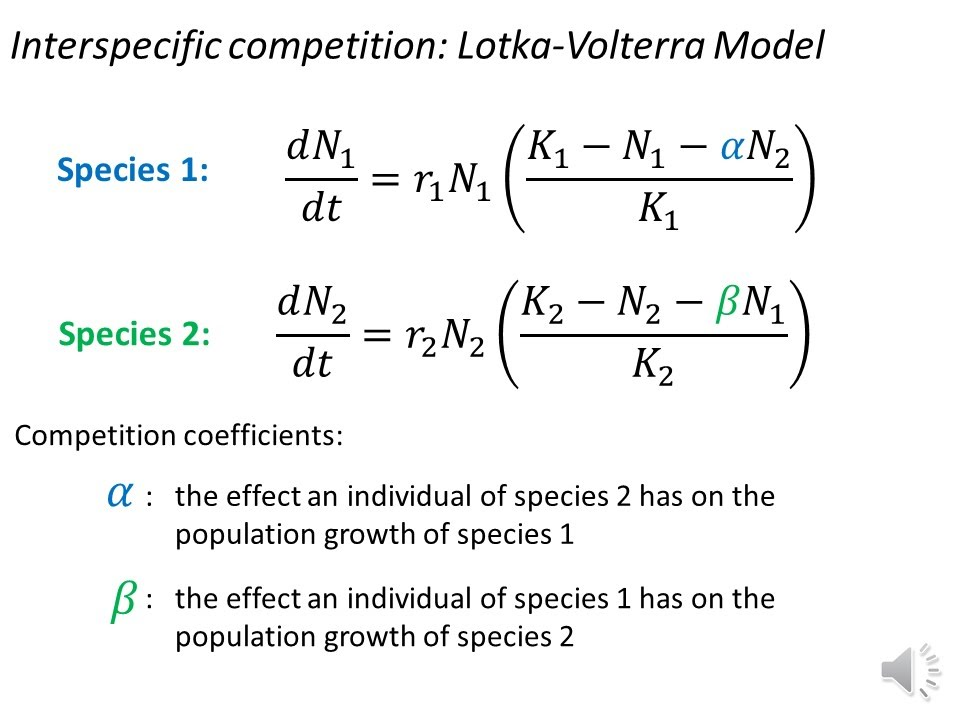 Interspecific competition: Lotka-Volterra Model
Species 1: dN₁/dt = r₁N₁ ((K₁ − N₁ − αN₂)/K₁)
Species 2: dN₂/dt = r₂N₂ ((K₂ − N₂ − βN₁)/K₂)
Competition coefficients:
α : the effect an individual of species 2 has on the
population growth of species 1
β : the effect an individual of species 1 has on the
population growth of species 2